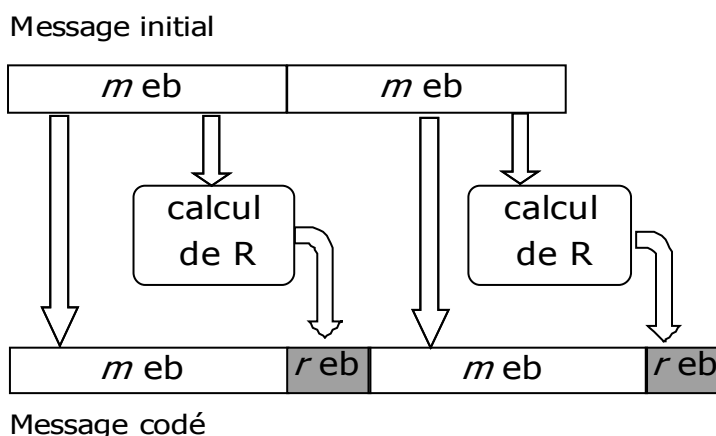 Message initial
m eb m eb
calcul de R
calcul de R
m eb r eb m eb r eb
Message codé